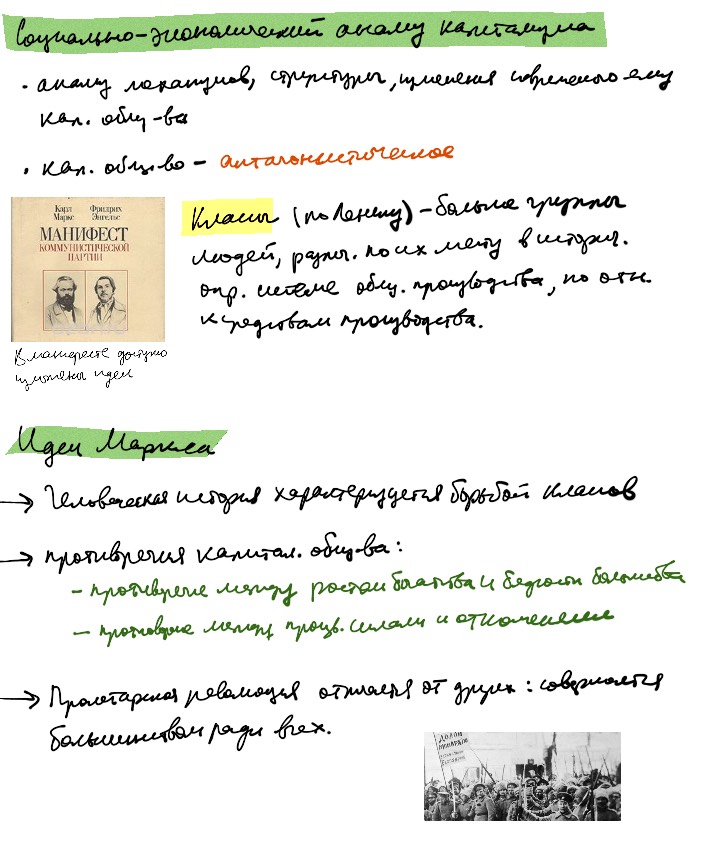 Социально-экономический анализ капитализма
· анализ механизмов, структуры, изменения современного ему
кап. общ-ва
· кап. общ-во – антагонистическое
Карл Маркс Фридрих Энгельс
МАНИФЕСТ
КОММУНИСТИЧЕСКОЙ
ПАРТИИ
В манифесте доступно
изложены идеи
Классы (по Ленину) – большие группы
людей, различ. по их месту в историч.
опр. системе общ. производства, по отн.
к средствам производства.
Идеи Маркса
→ Человеческая история характеризуется борьбой классов
→ противоречия капитал. общ-ва:
– противоречие между ростом богатства и бедности большинства
– противоречие между произв. силами и отношениями
→ Пролетарская революция отличается от других: совершается
большинством ради всех.
ДОЛОЙ
МОНАРХIЮ